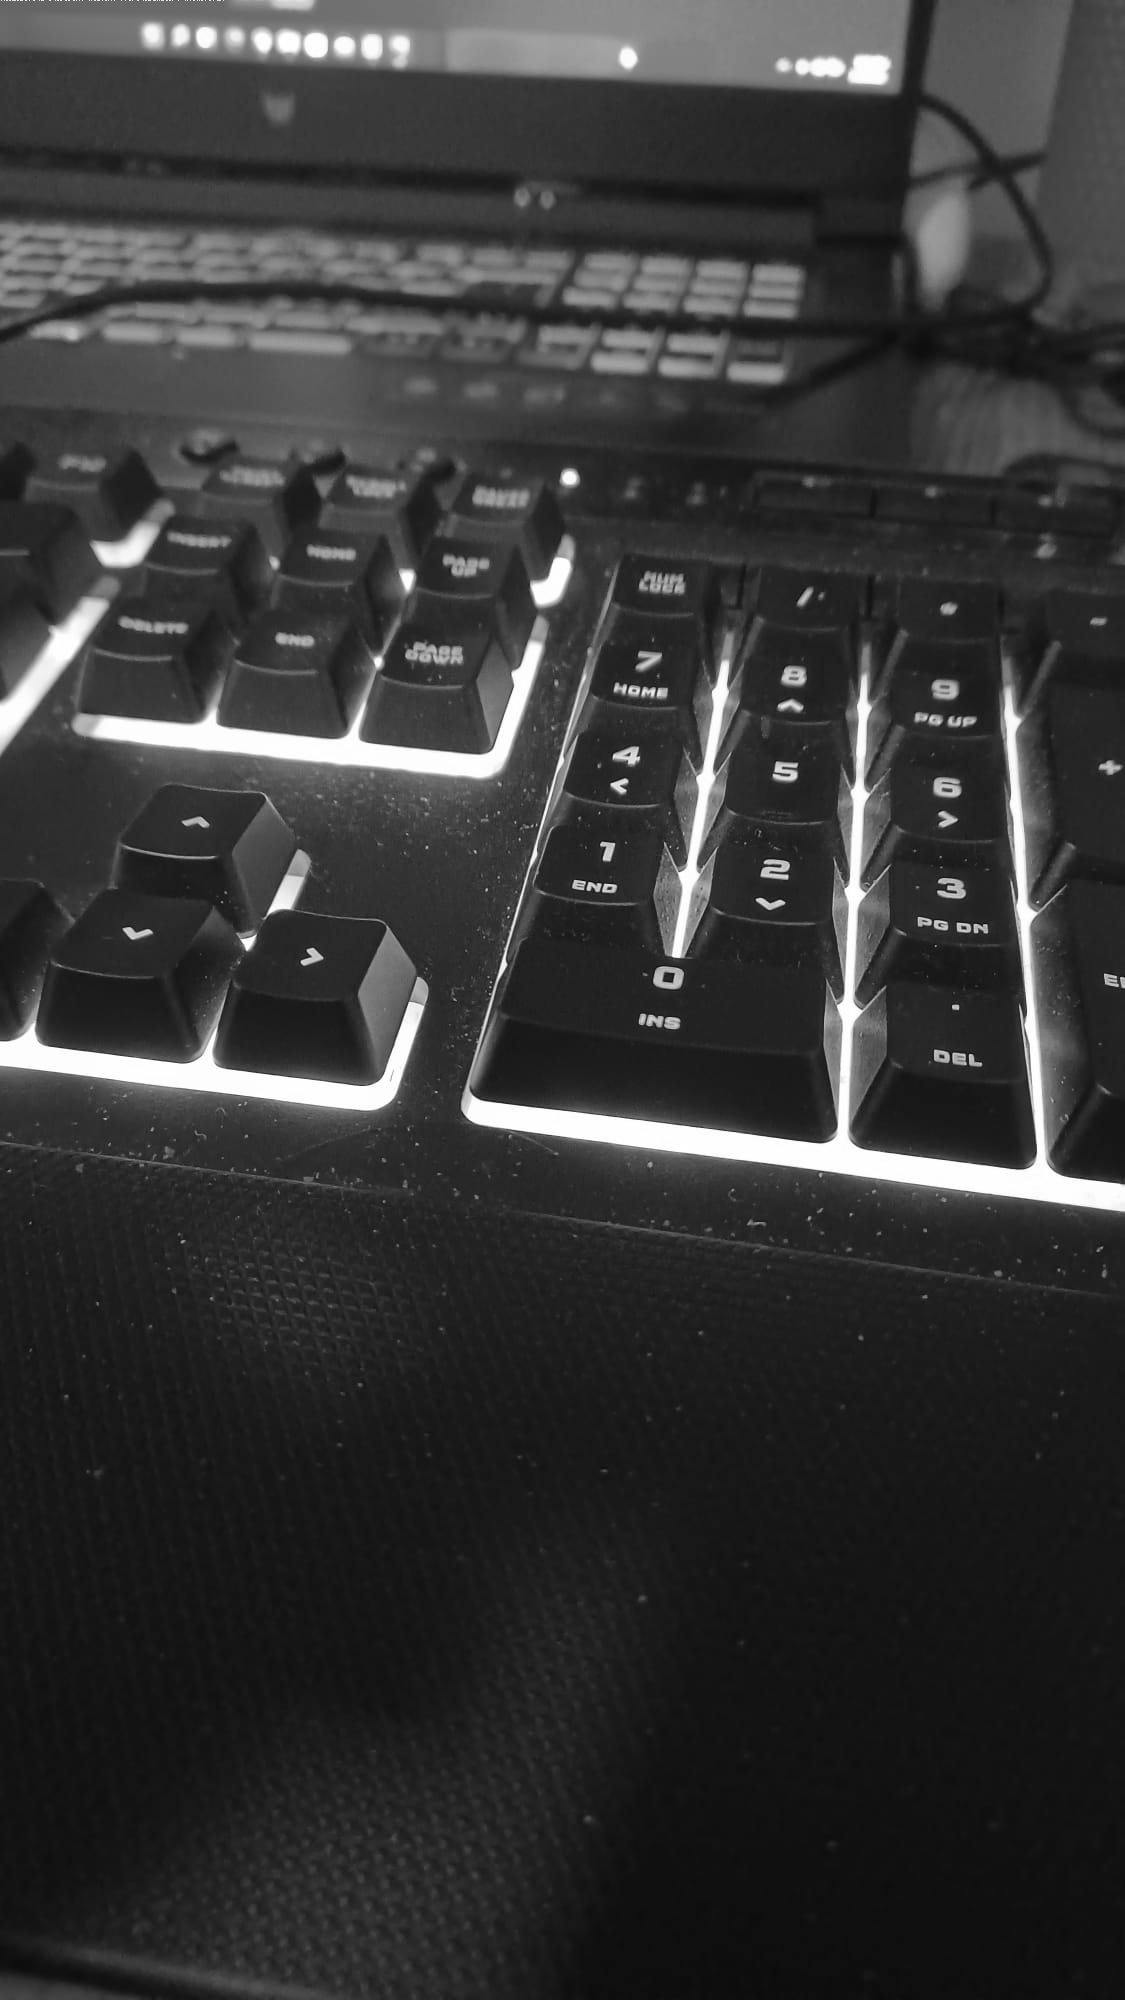 INSERT
HOME
PAGE
UP
DELETE
END
PAGE
DOWN
NUM
LOCK
/
*
-
7
HOME
8
^
9
PG UP
+
4
<
5
6
>
1
END
2
3
PG DN
0
INS
.
DEL